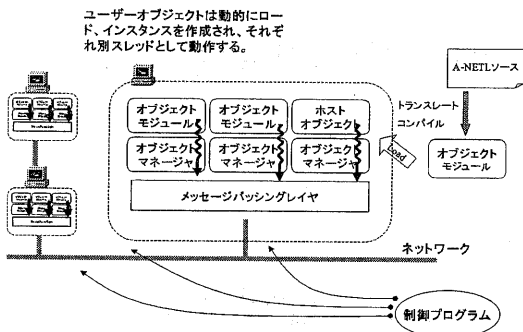 ユーザーオブジェクトは動的にロー
ド、インスタンスを作成され、それぞ
れ別スレッドとして動作する。
A-NETLソース
トランスレート
コンパイル
オブジェクト
モジュール
オブジェクト
モジュール
オブジェクト
モジュール
ホスト
オブジェクト
オブジェクト
マネージャ
オブジェクト
マネージャ
オブジェクト
マネージャ
Load
メッセージパッシングレイヤ
ネットワーク
制御プログラム